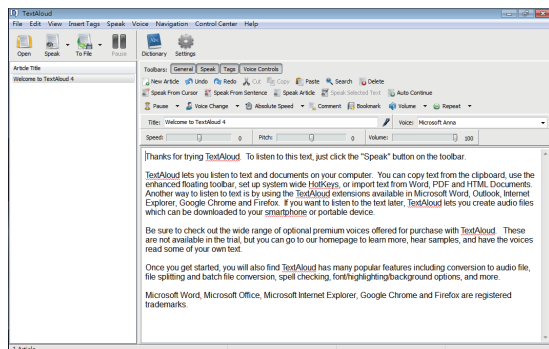 TextAloud
File Edit View Insert Tags Speak Voice Navigation Control Center Help
Open Speak To File Pause Dictionary Settings
Article Title
Welcome to TextAloud 4
Toolbars: General Speak Tags Voice Controls
New Article Undo Redo Cut Copy Paste Search Delete
Speak From Cursor Speak From Sentence Speak Article Speak Selected Text Auto Continue
Pause Voice Change Absolute Speed Comment Bookmark Volume Repeat
Title: Welcome to TextAloud 4 Voice: Microsoft Anna
Speed: 0 Pitch: 0 Volume: 100
Thanks for trying TextAloud. To listen to this text, just click the "Speak" button on the toolbar.
TextAloud lets you listen to text and documents on your computer. You can copy text from the clipboard, use the
enhanced floating toolbar, set up system wide HotKeys, or import text from Word, PDF and HTML Documents.
Another way to listen to text is by using the TextAloud extensions available in Microsoft Word, Outlook, Internet
Explorer, Google Chrome and Firefox. If you want to listen to the text later, TextAloud lets you create audio files
which can be downloaded to your smartphone or portable device.
Be sure to check out the wide range of optional premium voices offered for purchase with TextAloud. These
are not available in the trial, but you can go to our homepage to learn more, hear samples, and have the voices
read some of your own text.
Once you get started, you will also find TextAloud has many popular features including conversion to audio file,
file splitting and batch file conversion, spell checking, font/highlighting/background options, and more.
Microsoft Word, Microsoft Office, Microsoft Internet Explorer, Google Chrome and Firefox are registered
trademarks.
1 Article